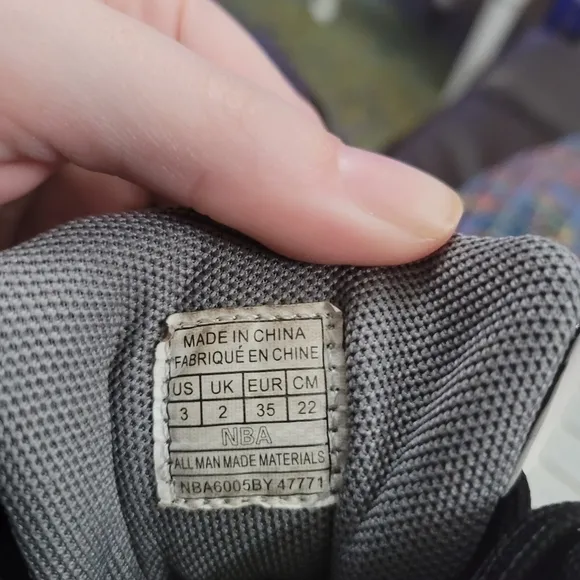 MADE IN CHINA
FABRIQUÉ EN CHINE
US UK EUR CM
3 2 35 22
NBA
ALL MAN MADE MATERIALS
NBA6005BY 47771